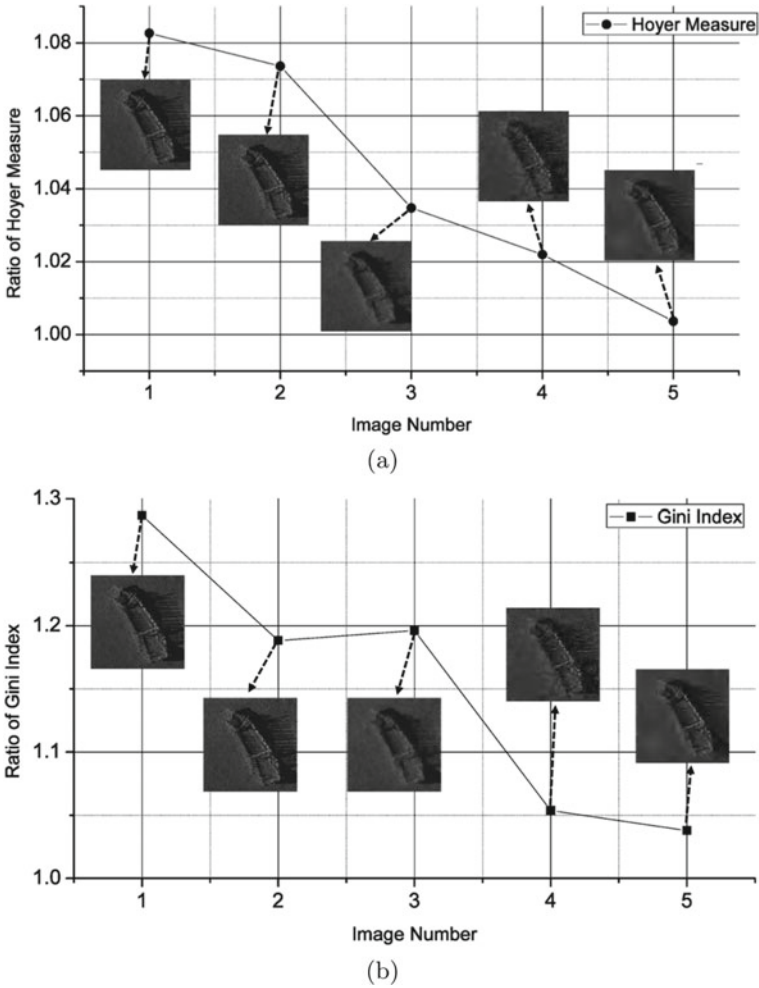 Hoyer Measure
1.08
1.06
1.04
1.02
1.00
Ratio of Hoyer Measure
1 2 3 4 5
Image Number
(a)
Gini Index
1.3
1.2
1.1
1.0
Ratio of Gini Index
1 2 3 4 5
Image Number
(b)